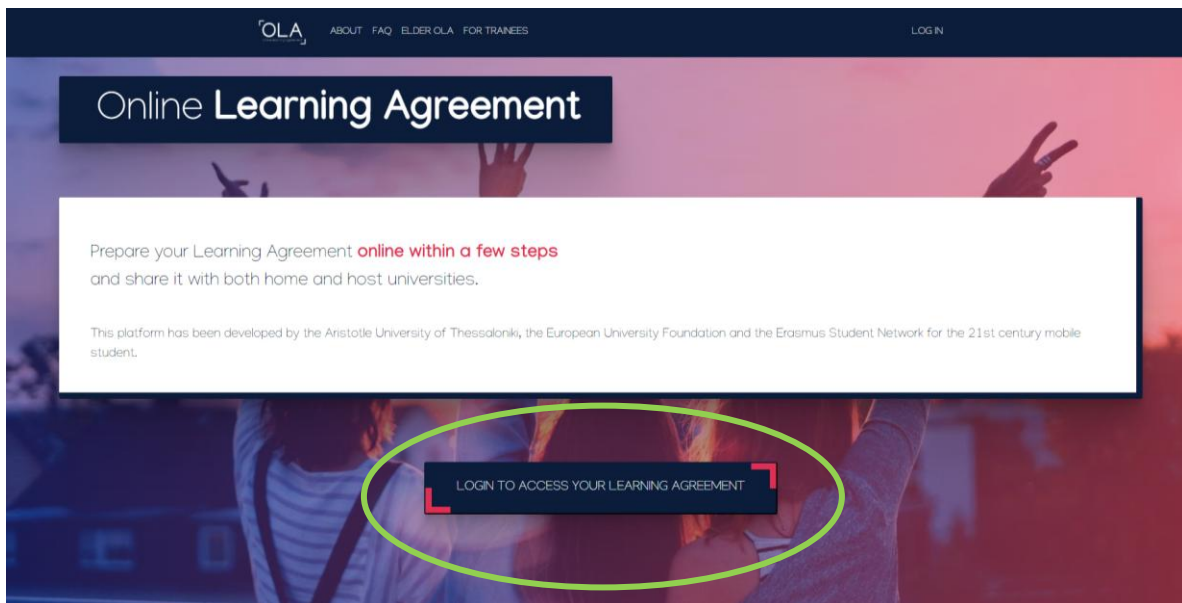 OLA
ABOUT FAQ ELDER OLA FOR TRAINEES
LOG IN
Online Learning Agreement
Prepare your Learning Agreement online within a few steps
and share it with both home and host universities.
This platform has been developed by the Aristotle University of Thessaloniki, the European University Foundation and the Erasmus Student Network for the 21st century mobile
student.
LOGIN TO ACCESS YOUR LEARNING AGREEMENT